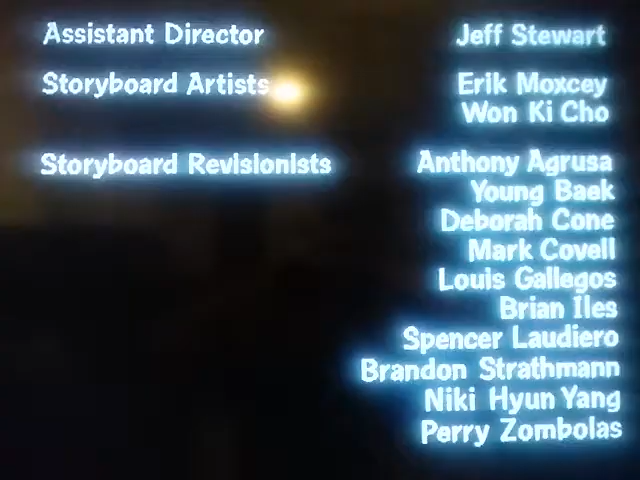 Assistant Director Jeff Stewart
Storyboard Artists Erik Moxcey
Won Ki Cho
Storyboard Revisionists Anthony Agrusa
Young Baek
Deborah Cone
Mark Covell
Louis Gallegos
Brian Iles
Spencer Laudiero
Brandon Strathmann
Niki Hyun Yang
Perry Zombolas